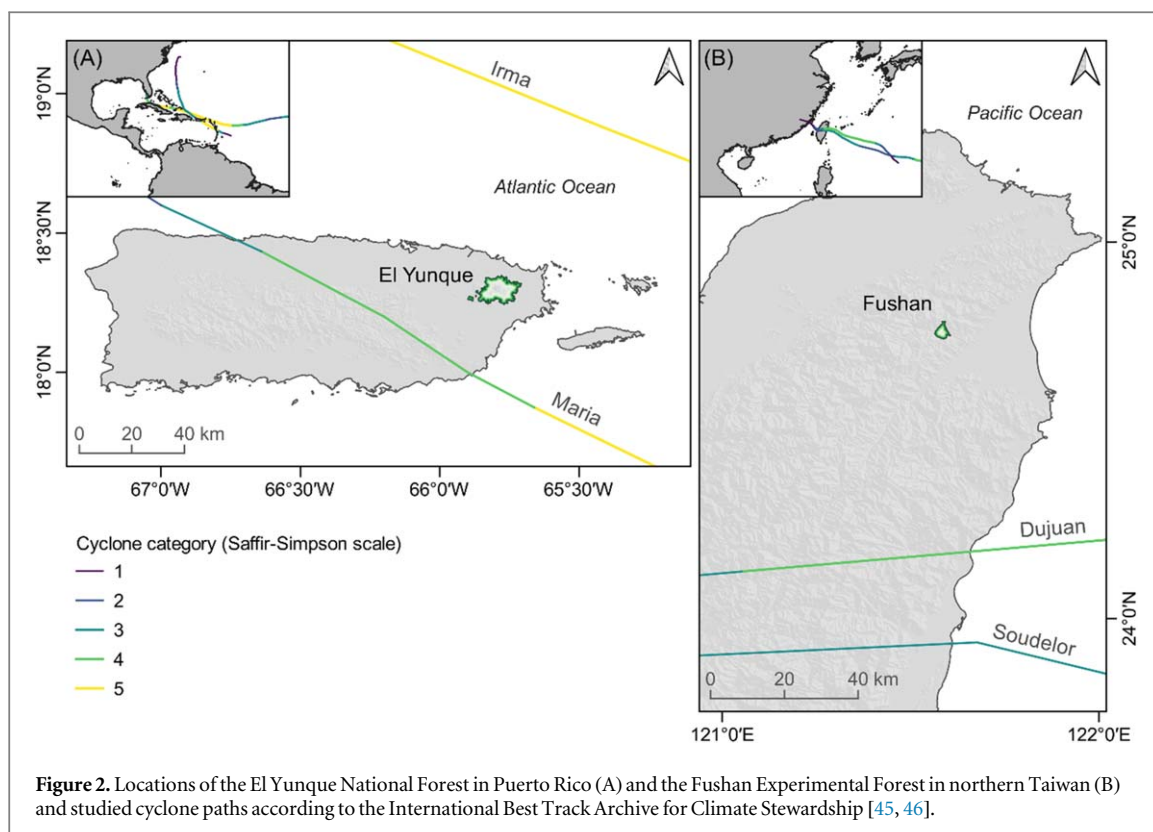 (A)
Irma
19°0'N
Atlantic Ocean
18°30'N
El Yunque
18°0'N
Maria
0 20 40 km
67°0'W 66°30'W 66°0'W 65°30'W
Cyclone category (Saffir-Simpson scale)
1
2
3
4
5
(B)
Pacific Ocean
25°0'N
Fushan
Dujuan
24°0'N
Soudelor
0 20 40 km
121°0'E 122°0'E
Figure 2. Locations of the El Yunque National Forest in Puerto Rico (A) and the Fushan Experimental Forest in northern Taiwan (B)
and studied cyclone paths according to the International Best Track Archive for Climate Stewardship [45, 46].